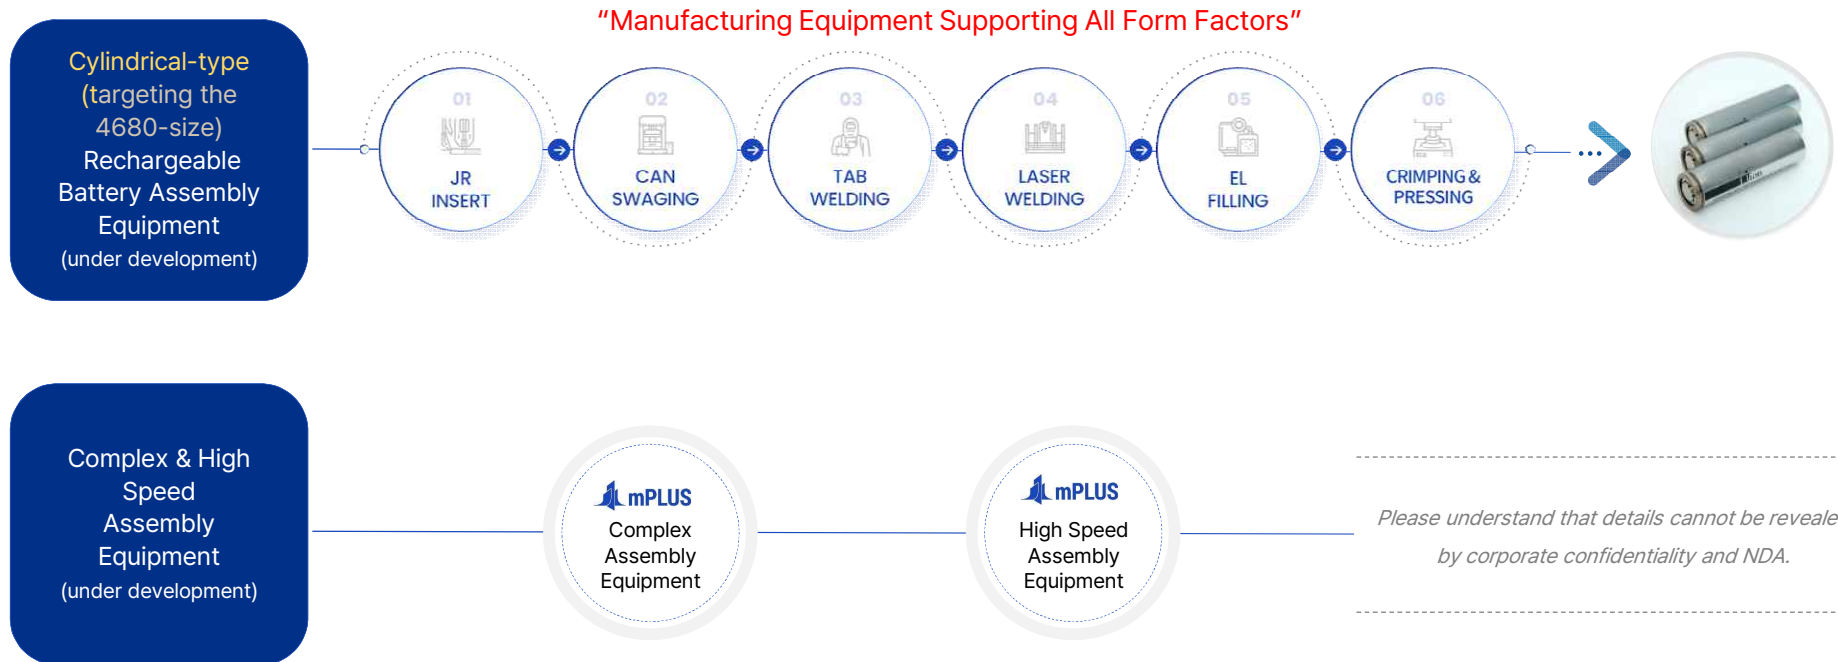 “Manufacturing Equipment Supporting All Form Factors”
Cylindrical-type
(targeting the
4680-size)
Rechargeable
Battery Assembly
Equipment
(under development)
01
JR
INSERT
02
CAN
SWAGING
03
TAB
WELDING
04
LASER
WELDING
05
EL
FILLING
06
CRIMPING &
PRESSING
Complex & High
Speed
Assembly
Equipment
(under development)
mPLUS
Complex
Assembly
Equipment
mPLUS
High Speed
Assembly
Equipment
Please understand that details cannot be reveale
by corporate confidentiality and NDA.